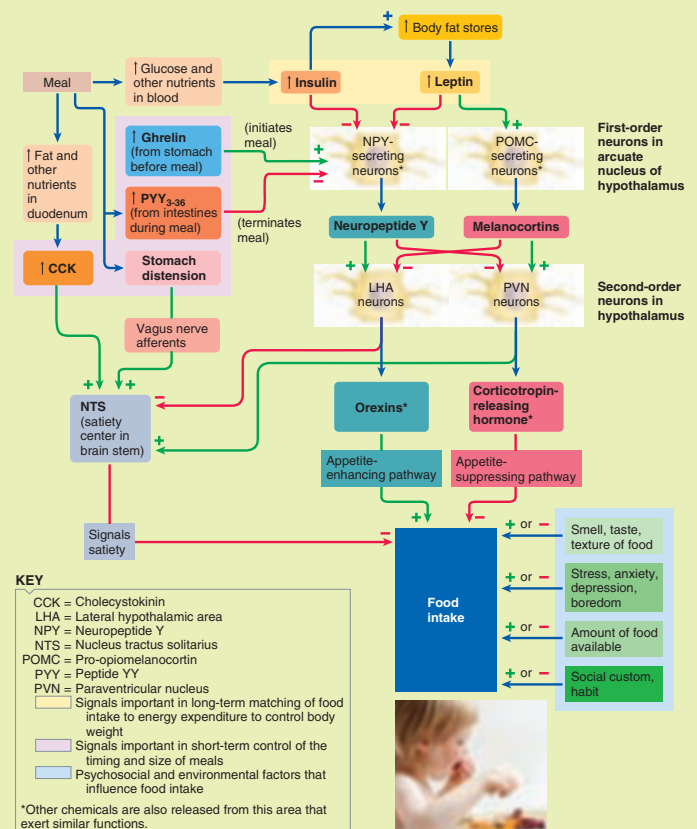 +
↑ Body fat stores
Meal
↑ Glucose and
other nutrients
in blood
↑ Insulin
↑ Leptin
↑ Fat and
other
nutrients
in
duodenum
↑ Ghrelin
(from stomach
before meal)
(initiates
meal)
↑ PYY3-36
(from intestines
during meal)
(terminates
meal)
− −
+
+
−
NPY-
secreting
neurons*
POMC-
secreting
neurons*
First-order
neurons in
arcuate
nucleus of
hypothalamus
↑ CCK
Stomach
distension
Neuropeptide Y
Melanocortins
+ − − +
LHA
neurons
PVN
neurons
Second-order
neurons in
hypothalamus
Vagus nerve
afferents
+ +
NTS
(satiety
center in
brain stem)
−
+
Orexins*
Corticotropin-
releasing
hormone*
Appetite-
enhancing pathway
Appetite-
suppressing pathway
+ −
Signals
satiety
−
Food
intake
+ or −
Smell, taste,
texture of food
+ or −
Stress, anxiety,
depression,
boredom
+ or −
Amount of food
available
+ or −
Social custom,
habit
KEY
CCK = Cholecystokinin
LHA = Lateral hypothalamic area
NPY = Neuropeptide Y
NTS = Nucleus tractus solitarius
POMC = Pro-opiomelanocortin
PYY = Peptide YY
PVN = Paraventricular nucleus
Signals important in long-term matching of food
intake to energy expenditure to control body
weight
Signals important in short-term control of the
timing and size of meals
Psychosocial and environmental factors that
influence food intake
*Other chemicals are also released from this area that
exert similar functions.